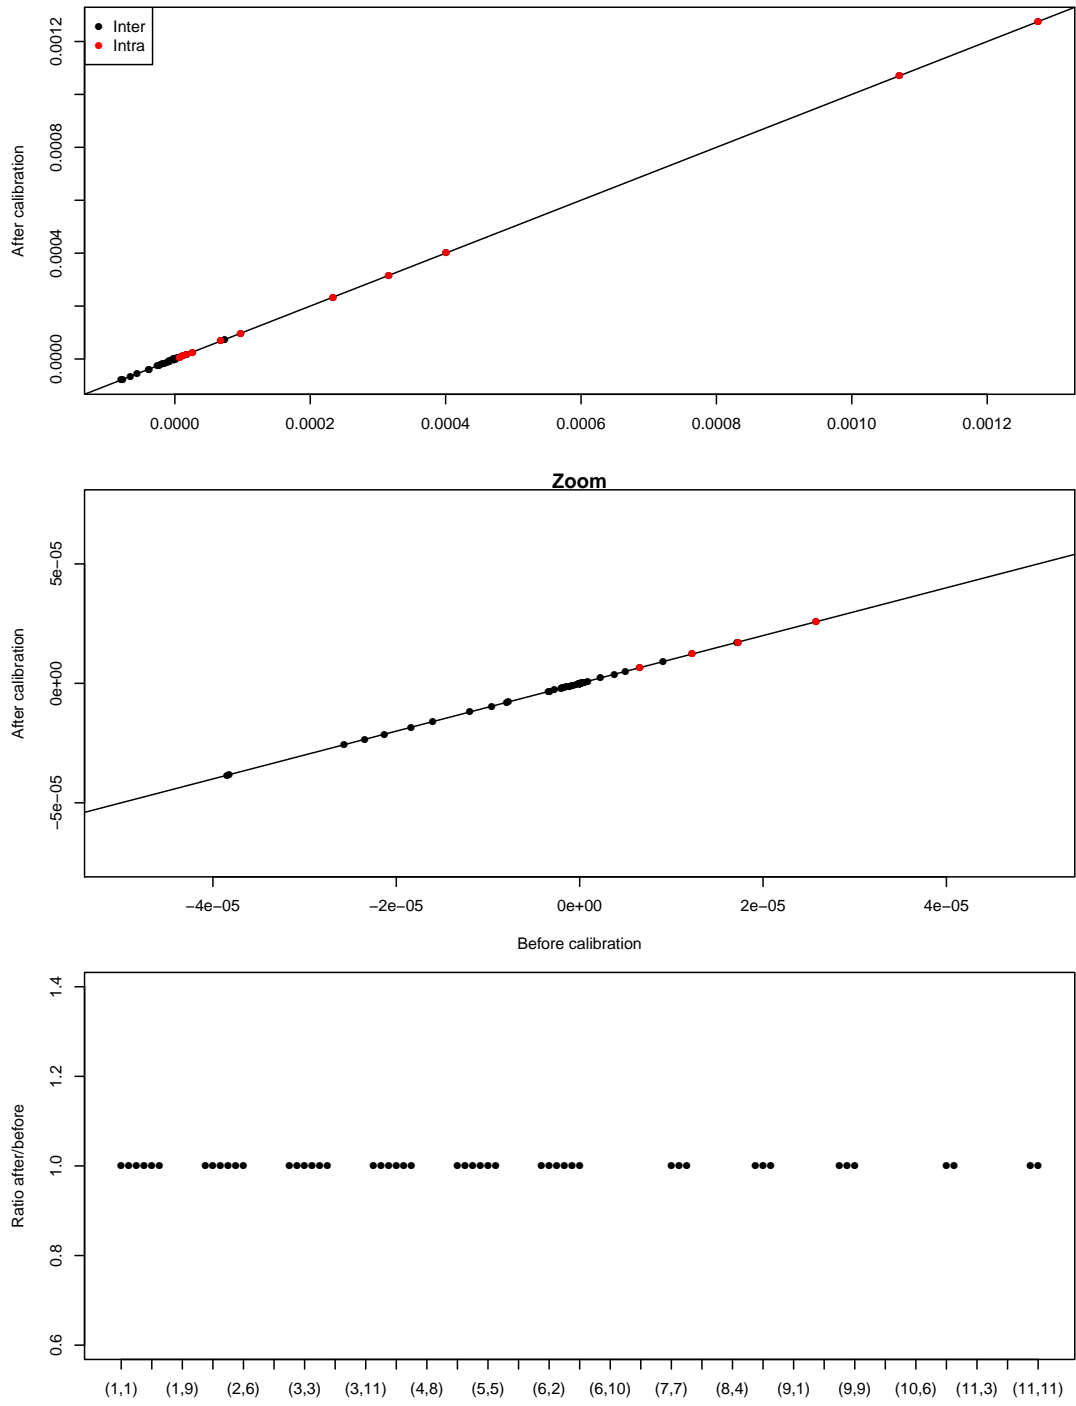 Inter
Intra
After calibration
0.0012
0.0008
0.0004
0.0000
0.0000 0.0002 0.0004 0.0006 0.0008 0.0010 0.0012
Zoom
After calibration
5e−05
0e+00
−5e−05
−4e−05 −2e−05 0e+00 2e−05 4e−05
Before calibration
Ratio after/before
1.4
1.2
1.0
0.8
0.6
(1,1) (1,9) (2,6) (3,3) (3,11) (4,8) (5,5) (6,2) (6,10) (7,7) (8,4) (9,1) (9,9) (10,6) (11,3) (11,11)